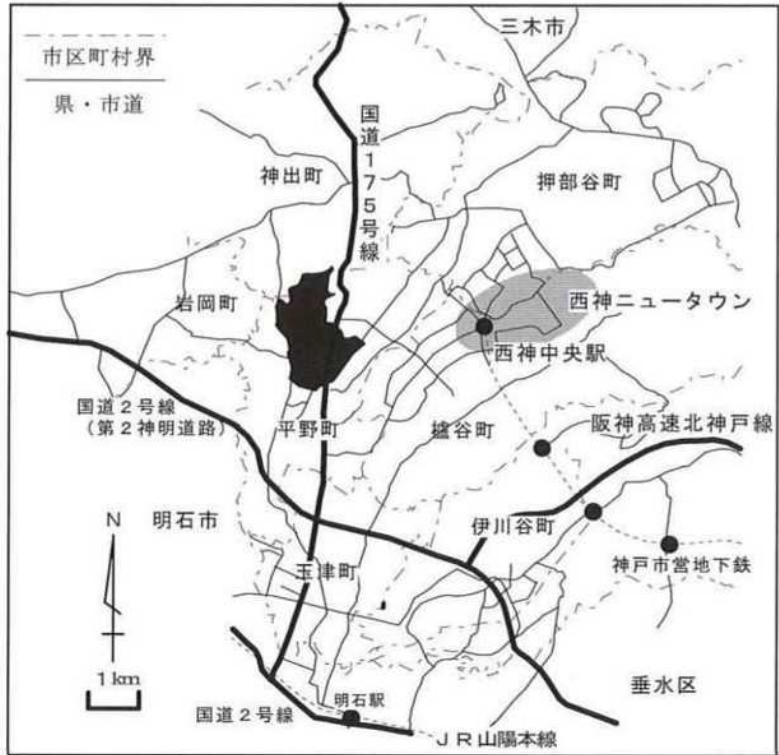 三木市
市区町村界
県・市道
国道175号線
神出町
押部谷町
岩岡町
西神ニュータウン
西神中央駅
国道2号線
(第2神明道路)
平野町
櫨谷町
阪神高速北神戸線
N
明石市
伊川谷町
玉津町
神戸市営地下鉄
1km
垂水区
明石駅
国道2号線
JR山陽本線